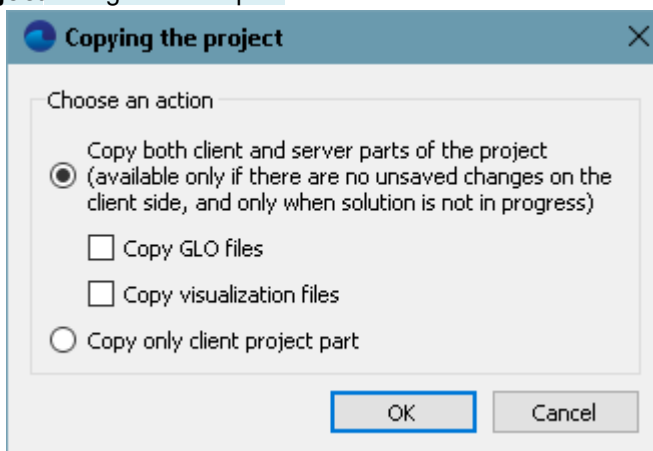 Copying the project
Choose an action
Copy both client and server parts of the project
(available only if there are no unsaved changes on the
client side, and only when solution is not in progress)
Copy GLO files
Copy visualization files
Copy only client project part
OK Cancel